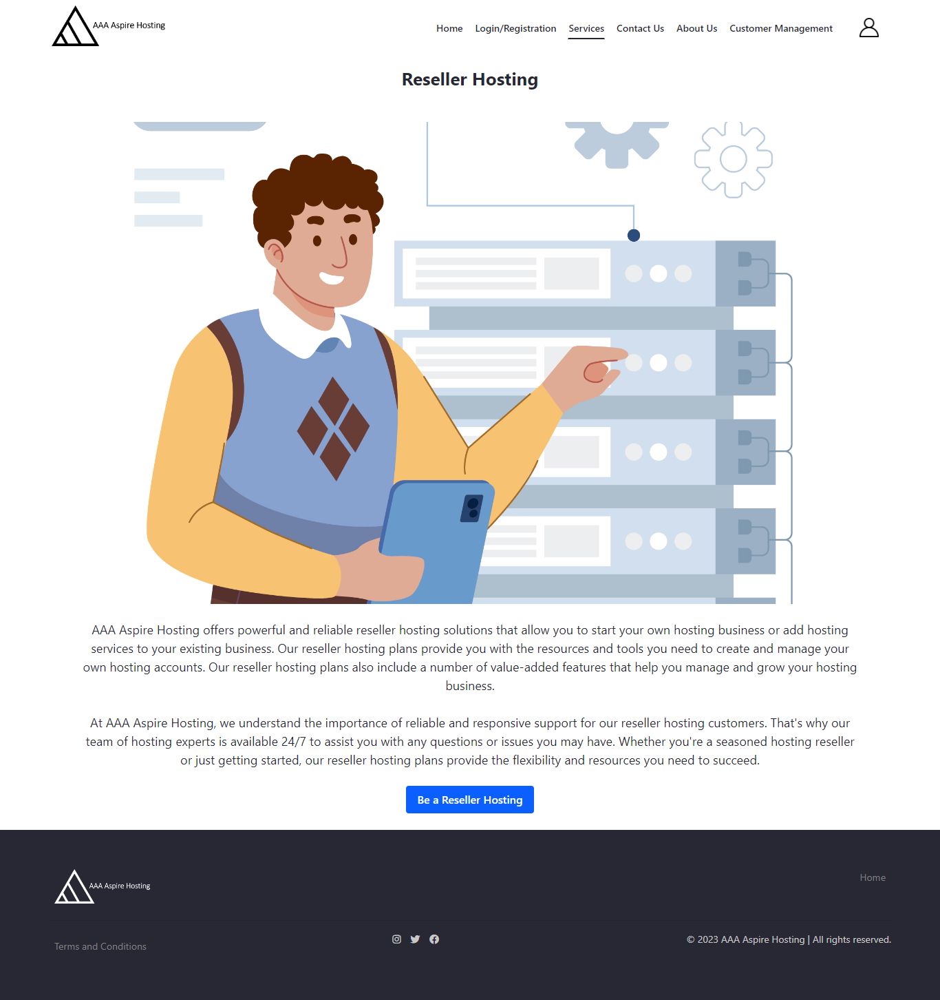 AAA Aspire Hosting
Home Login/Registration Services Contact Us About Us Customer Management
Reseller Hosting
AAA Aspire Hosting offers powerful and reliable reseller hosting solutions that allow you to start your own hosting business or add hosting
services to your existing business. Our reseller hosting plans provide you with the resources and tools you need to create and manage your
own hosting accounts. Our reseller hosting plans also include a number of value-added features that help you manage and grow your hosting
business.
At AAA Aspire Hosting, we understand the importance of reliable and responsive support for our reseller hosting customers. That's why our
team of hosting experts is available 24/7 to assist you with any questions or issues you may have. Whether you're a seasoned hosting reseller
or just getting started, our reseller hosting plans provide the flexibility and resources you need to succeed.
Be a Reseller Hosting
AAA Aspire Hosting
Home
Terms and Conditions
© 2023 AAA Aspire Hosting | All rights reserved.